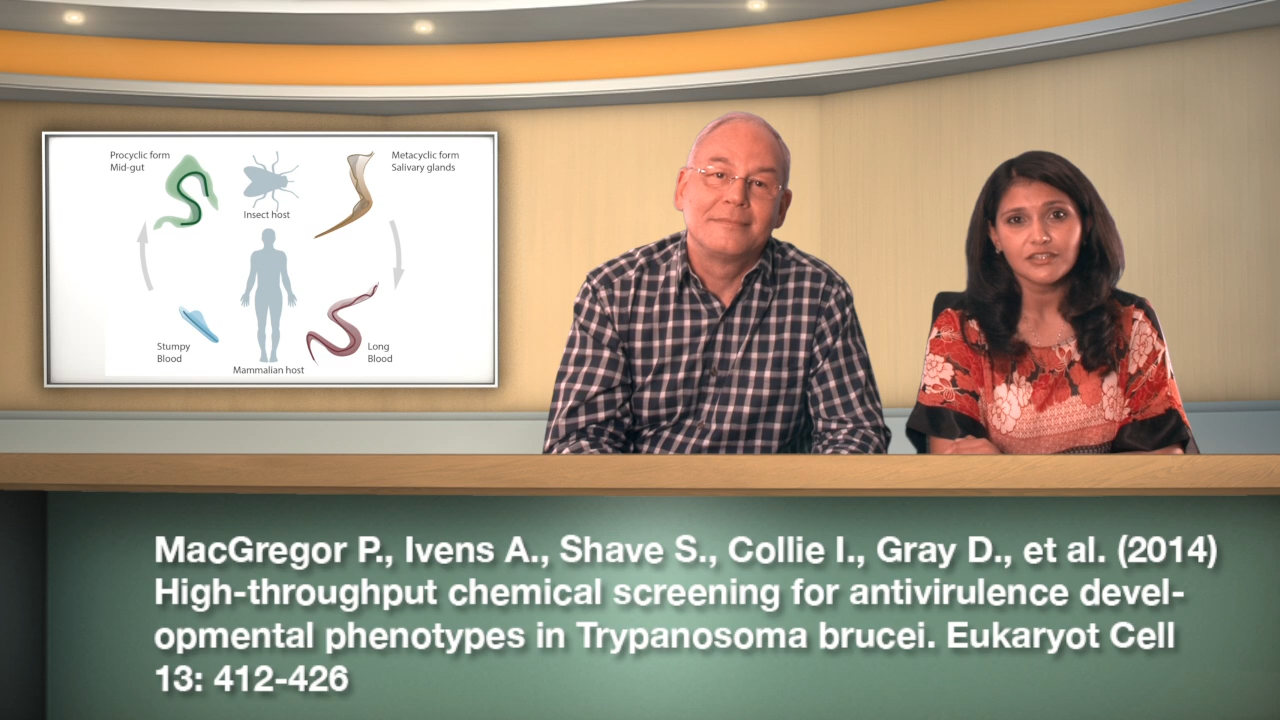 Procyclic form
Mid-gut
Metacyclic form
Salivary glands
Insect host
Stumpy
Blood
Long
Blood
Mammalian host
MacGregor P., Ivens A., Shave S., Collie I., Gray D., et al. (2014)
High-throughput chemical screening for antivirulence devel-
opmental phenotypes in Trypanosoma brucei. Eukaryot Cell
13: 412-426